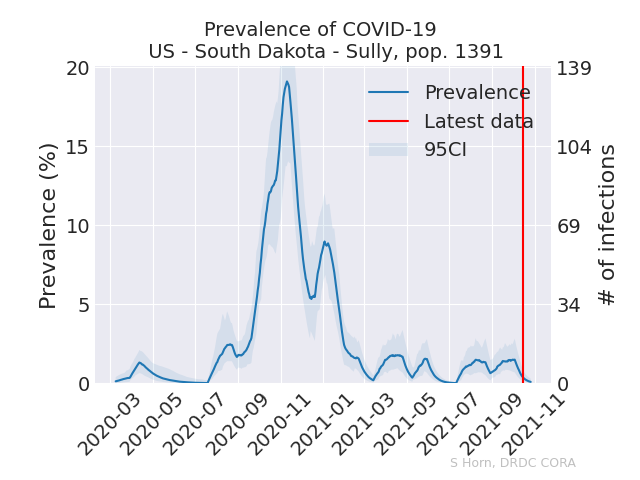 Prevalence of COVID-19
US - South Dakota - Sully, pop. 1391
Prevalence (%)
20
15
10
5
0
Prevalence
Latest data
95CI
139
104
69
34
0
# of infections
2020-03
2020-05
2020-07
2020-09
2020-11
2021-01
2021-03
2021-05
2021-07
2021-09
2021-11
S Horn, DRDC CORA